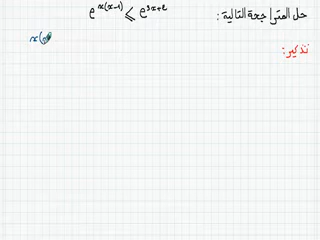 حل المتراجحة التالية : e^{x(x-1)} ⩽ e^{3x+2}
x(
تذكير: